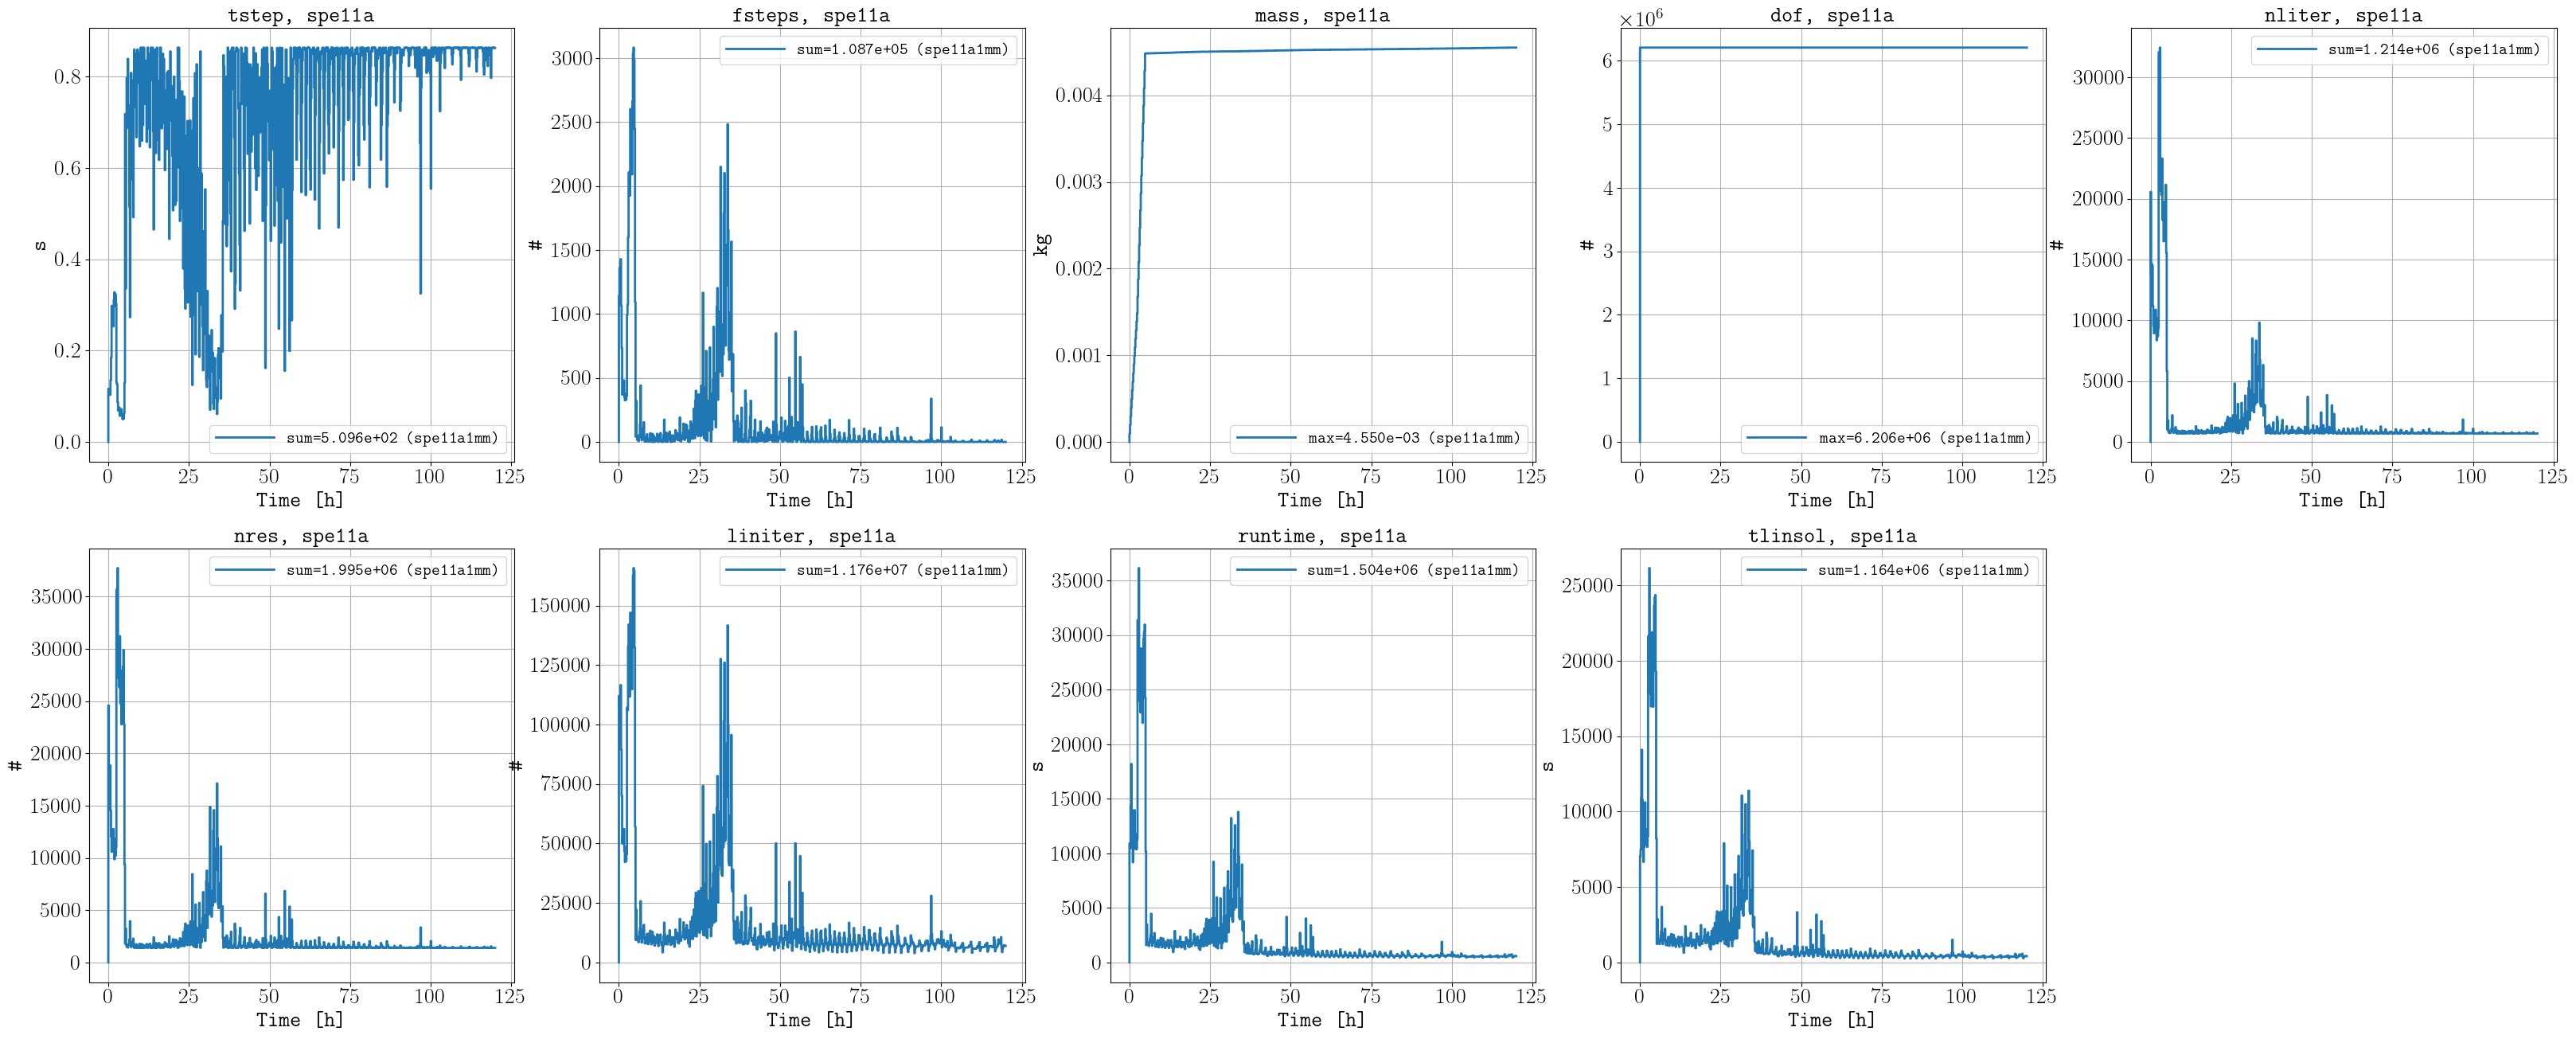 tstep, spe11a
s
0.8
0.6
0.4
0.2
0.0
sum=5.096e+02 (spe11a1mm)
0 25 50 75 100 125
Time [h]
fsteps, spe11a
#
3000
2500
2000
1500
1000
500
0
sum=1.087e+05 (spe11a1mm)
0 25 50 75 100 125
Time [h]
mass, spe11a
kg
0.004
0.003
0.002
0.001
0.000
max=4.550e-03 (spe11a1mm)
0 25 50 75 100 125
Time [h]
dof, spe11a
×10⁶
#
6
5
4
3
2
1
0
max=6.206e+06 (spe11a1mm)
0 25 50 75 100 125
Time [h]
nliter, spe11a
#
30000
25000
20000
15000
10000
5000
0
sum=1.214e+06 (spe11a1mm)
0 25 50 75 100 125
Time [h]
nres, spe11a
#
35000
30000
25000
20000
15000
10000
5000
0
sum=1.995e+06 (spe11a1mm)
0 25 50 75 100 125
Time [h]
liniter, spe11a
#
150000
125000
100000
75000
50000
25000
0
sum=1.176e+07 (spe11a1mm)
0 25 50 75 100 125
Time [h]
runtime, spe11a
s
35000
30000
25000
20000
15000
10000
5000
0
sum=1.504e+06 (spe11a1mm)
0 25 50 75 100 125
Time [h]
tlinsol, spe11a
s
25000
20000
15000
10000
5000
0
sum=1.164e+06 (spe11a1mm)
0 25 50 75 100 125
Time [h]